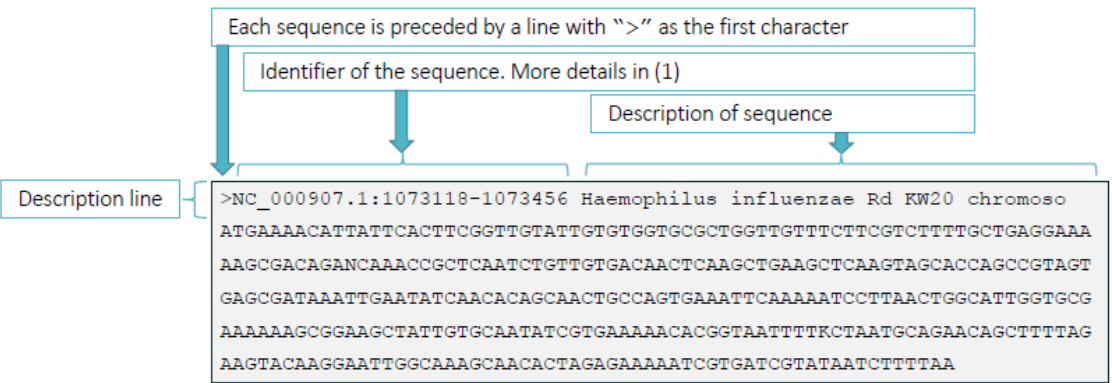 Each sequence is preceded by a line with “>” as the first character
Identifier of the sequence. More details in (1)
Description of sequence
Description line
>NC_000907.1:1073118-1073456 Haemophilus influenzae Rd KW20 chromoso
ATGAAAACATTATTCACTTCGGTTGTATTGTGTGGTGCGCTGGTTGTTTCTTCGTCTTTTGCTGAGGAAA
AAGCGACAGANCAAACCGCTCAATCTGTTGTGACAACTCAAGCTGAAGCTCAAGTAGCACCAGCCGTAGT
GAGCGATAAATTGAATATCAACACAGCAACTGCCAGTGAAATTCAAAAATCCTTAACTGGCATTGGTGCG
AAAAAAGCGGAAGCTATTGTGCAATATCGTGAAAAACACGGTAATTTTKCTAATGCAGAACAGCTTTTAG
AAGTACAAGGAATTGGCAAAGCAACACTAGAGAAAAATCGTGATCGTATAATCTTTTAA